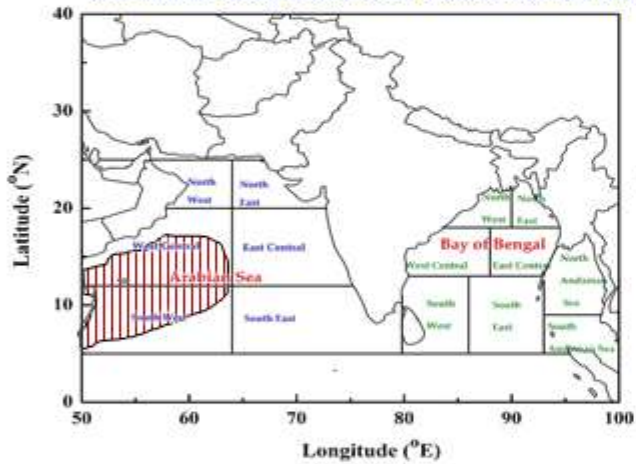 40
30
20
10
0
Latitude (°N)
North
West
North
East
West Central
East Central
Arabian Sea
South West
South East
North
West
North
East
Bay of Bengal
West Central
East Central
North
Andaman
Sea
South
West
South
East
South
Andaman Sea
50
60
70
80
90
100
Longitude (°E)